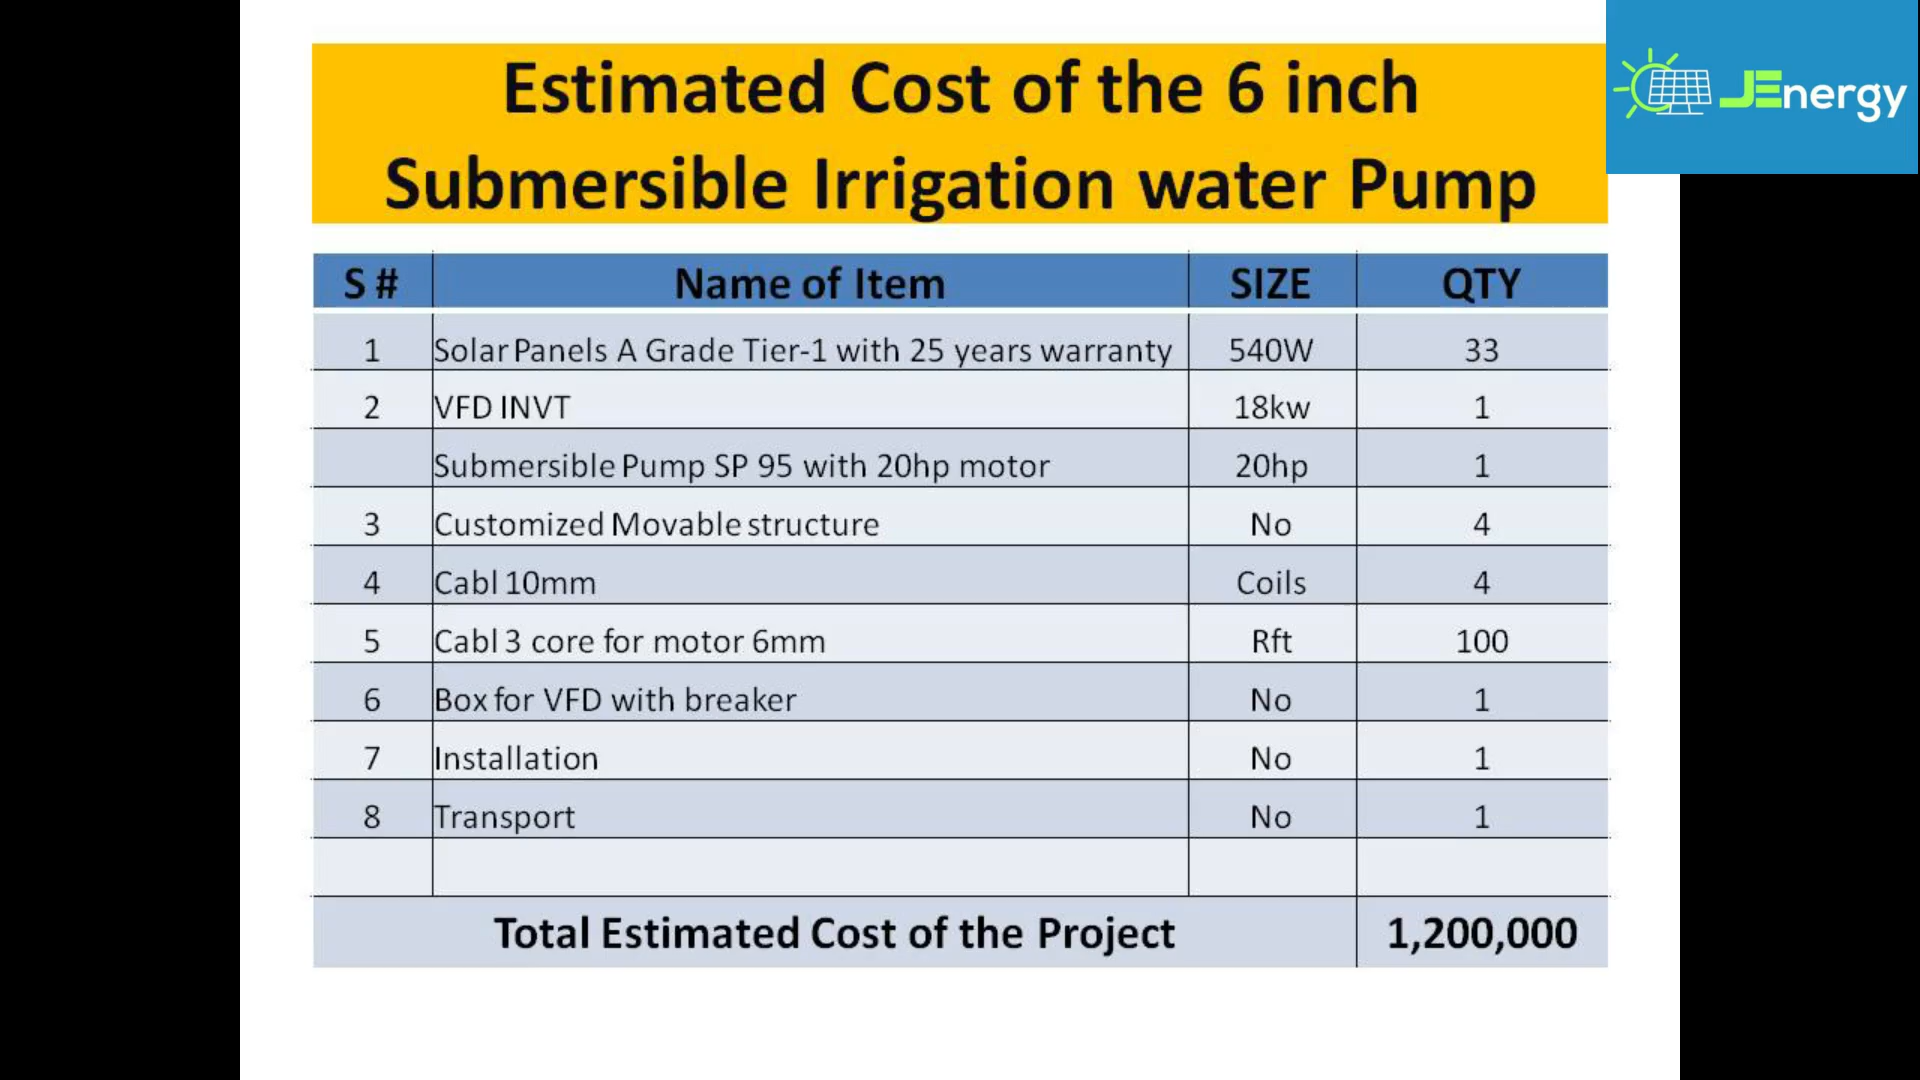 Estimated Cost of the 6 inch
Submersible Irrigation water Pump
JEnergy
S # Name of Item SIZE QTY
1 Solar Panels A Grade Tier-1 with 25 years warranty 540W 33
2 VFD INVT 18kw 1
Submersible Pump SP 95 with 20hp motor 20hp 1
3 Customized Movable structure No 4
4 Cabl 10mm Coils 4
5 Cabl 3 core for motor 6mm Rft 100
6 Box for VFD with breaker No 1
7 Installation No 1
8 Transport No 1
Total Estimated Cost of the Project 1,200,000